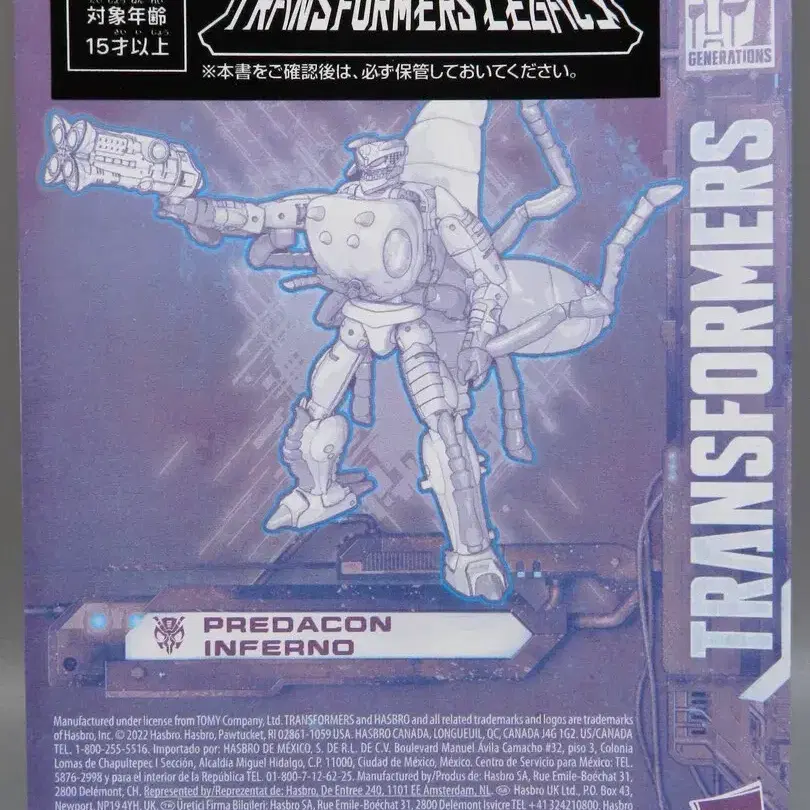 対象年齢
15才以上
TRANSFORMERS LEGACY
※本書をご確認後は、必ず保管しておいてください。
GENERATIONS
TRANSFORMERS
PREDACON
INFERNO
Manufactured under license from TOMY Company, Ltd. TRANSFORMERS and HASBRO and all related trademarks and logos are trademarks
of Hasbro, Inc. © 2022 Hasbro. Hasbro, Pawtucket, RI 02861-1059 USA. HASBRO CANADA, LONGUEUIL, QC, CANADA J4G 1G2. US/CANADA
TEL. 1-800-255-5516. Importado por: HASBRO DE MÉXICO, S. DE R.L. DE C.V. Boulevard Manuel Ávila Camacho #32, piso 3, Colonia
Lomas de Chapultepec I Sección, Alcaldía Miguel Hidalgo, C.P. 11000, Ciudad de México, México. Centro de Servicio para México: TEL.
5876-2998 y para el interior de la República TEL. 01-800-7-12-62-25. Manufactured by/Produs de: Hasbro SA, Rue Emile-Boéchat 31,
2800 Delémont, CH. Represented by/Reprezentat de: Hasbro, De Entree 240, 1101 EE Amsterdam, NL. Hasbro UK Ltd., P.O. Box 43,
Newport, NP19 4YH, UK. Üretici Firma Bilgileri: Hasbro SA, Rue Emile-Boéchat 31, 2800 Delémont İsviçre TEL +41 324210800.